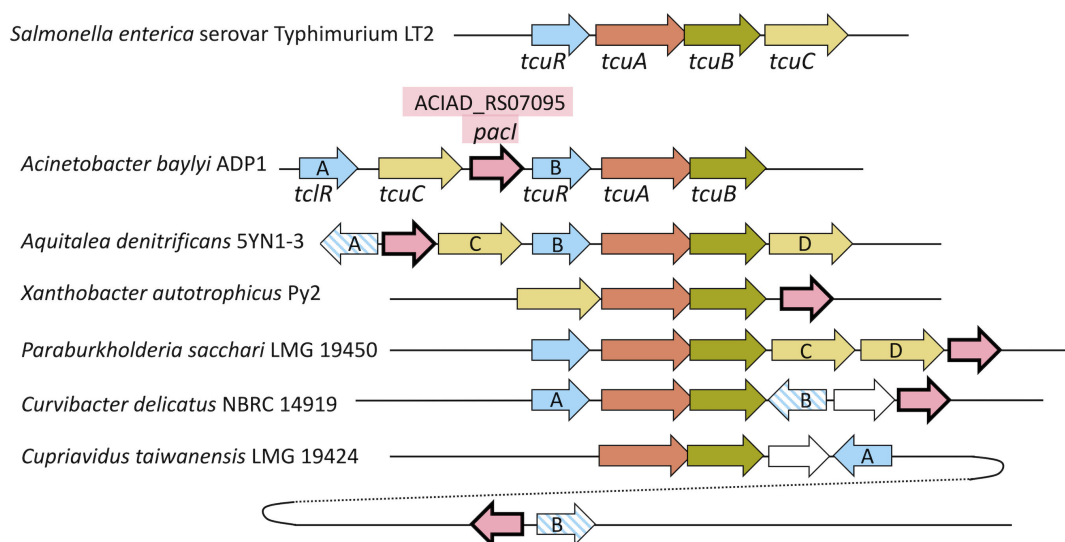 Salmonella enterica serovar Typhimurium LT2
tcuR tcuA tcuB tcuC
ACIAD_RS07095
pacI
Acinetobacter baylyi ADP1
A B
tclR tcuC tcuR tcuA tcuB
Aquitalea denitrificans 5YN1-3
A C B D
Xanthobacter autotrophicus Py2
Paraburkholderia sacchari LMG 19450
C D
Curvibacter delicatus NBRC 14919
A B
Cupriavidus taiwanensis LMG 19424
A
B